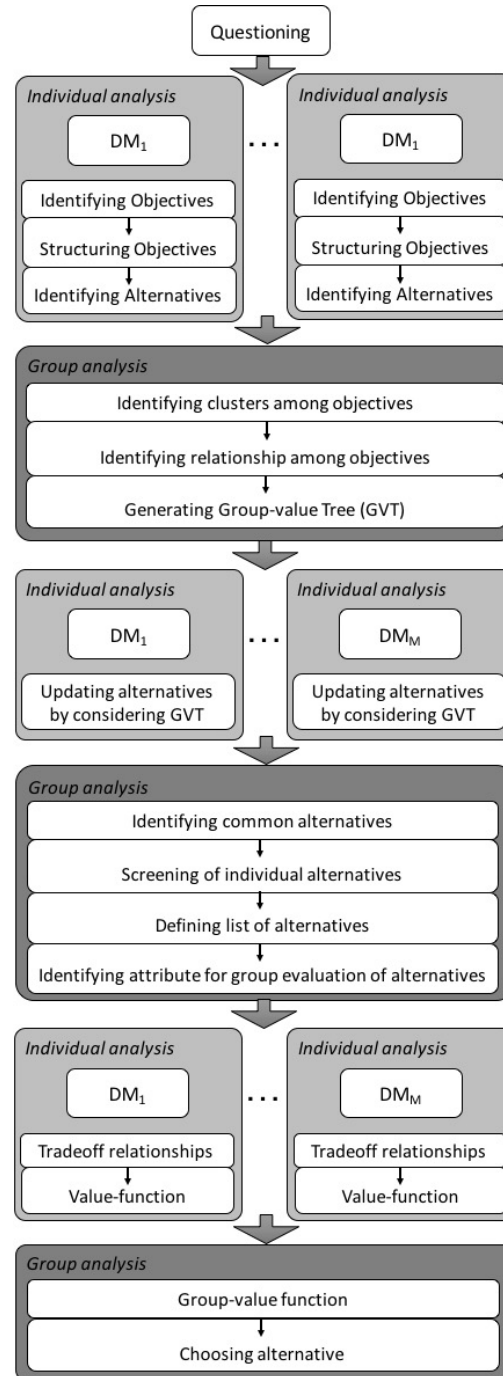 Questioning
Individual analysis
DM₁
Identifying Objectives
Structuring Objectives
Identifying Alternatives
. . .
Individual analysis
DM₁
Identifying Objectives
Structuring Objectives
Identifying Alternatives
Group analysis
Identifying clusters among objectives
Identifying relationship among objectives
Generating Group-value Tree (GVT)
Individual analysis
DM₁
Updating alternatives
by considering GVT
. . .
Individual analysis
DM_M
Updating alternatives
by considering GVT
Group analysis
Identifying common alternatives
Screening of individual alternatives
Defining list of alternatives
Identifying attribute for group evaluation of alternatives
Individual analysis
DM₁
Tradeoff relationships
Value-function
. . .
Individual analysis
DM_M
Tradeoff relationships
Value-function
Group analysis
Group-value function
Choosing alternative